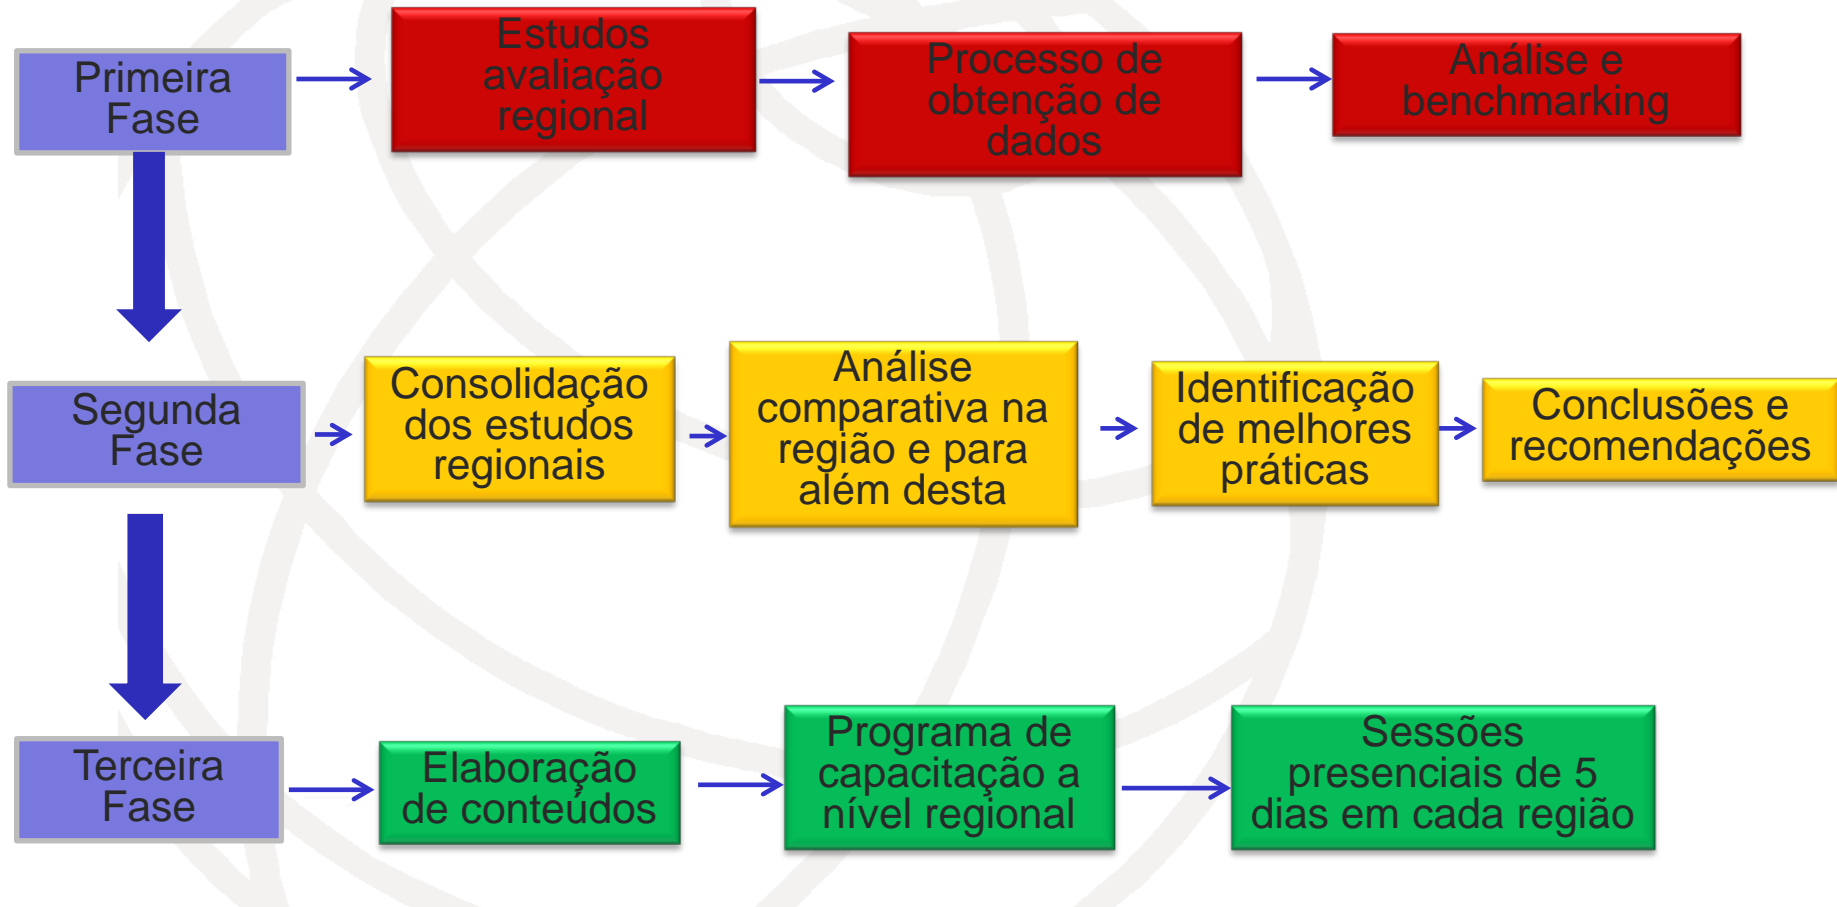 Primeira
Fase
Estudos
avaliação
regional
Processo de
obtenção de
dados
Análise e
benchmarking
Segunda
Fase
Consolidação
dos estudos
regionais
Análise
comparativa na
região e para
além desta
Identificação
de melhores
práticas
Conclusões e
recomendações
Terceira
Fase
Elaboração
de conteúdos
Programa de
capacitação a
nível regional
Sessões
presenciais de 5
dias em cada região